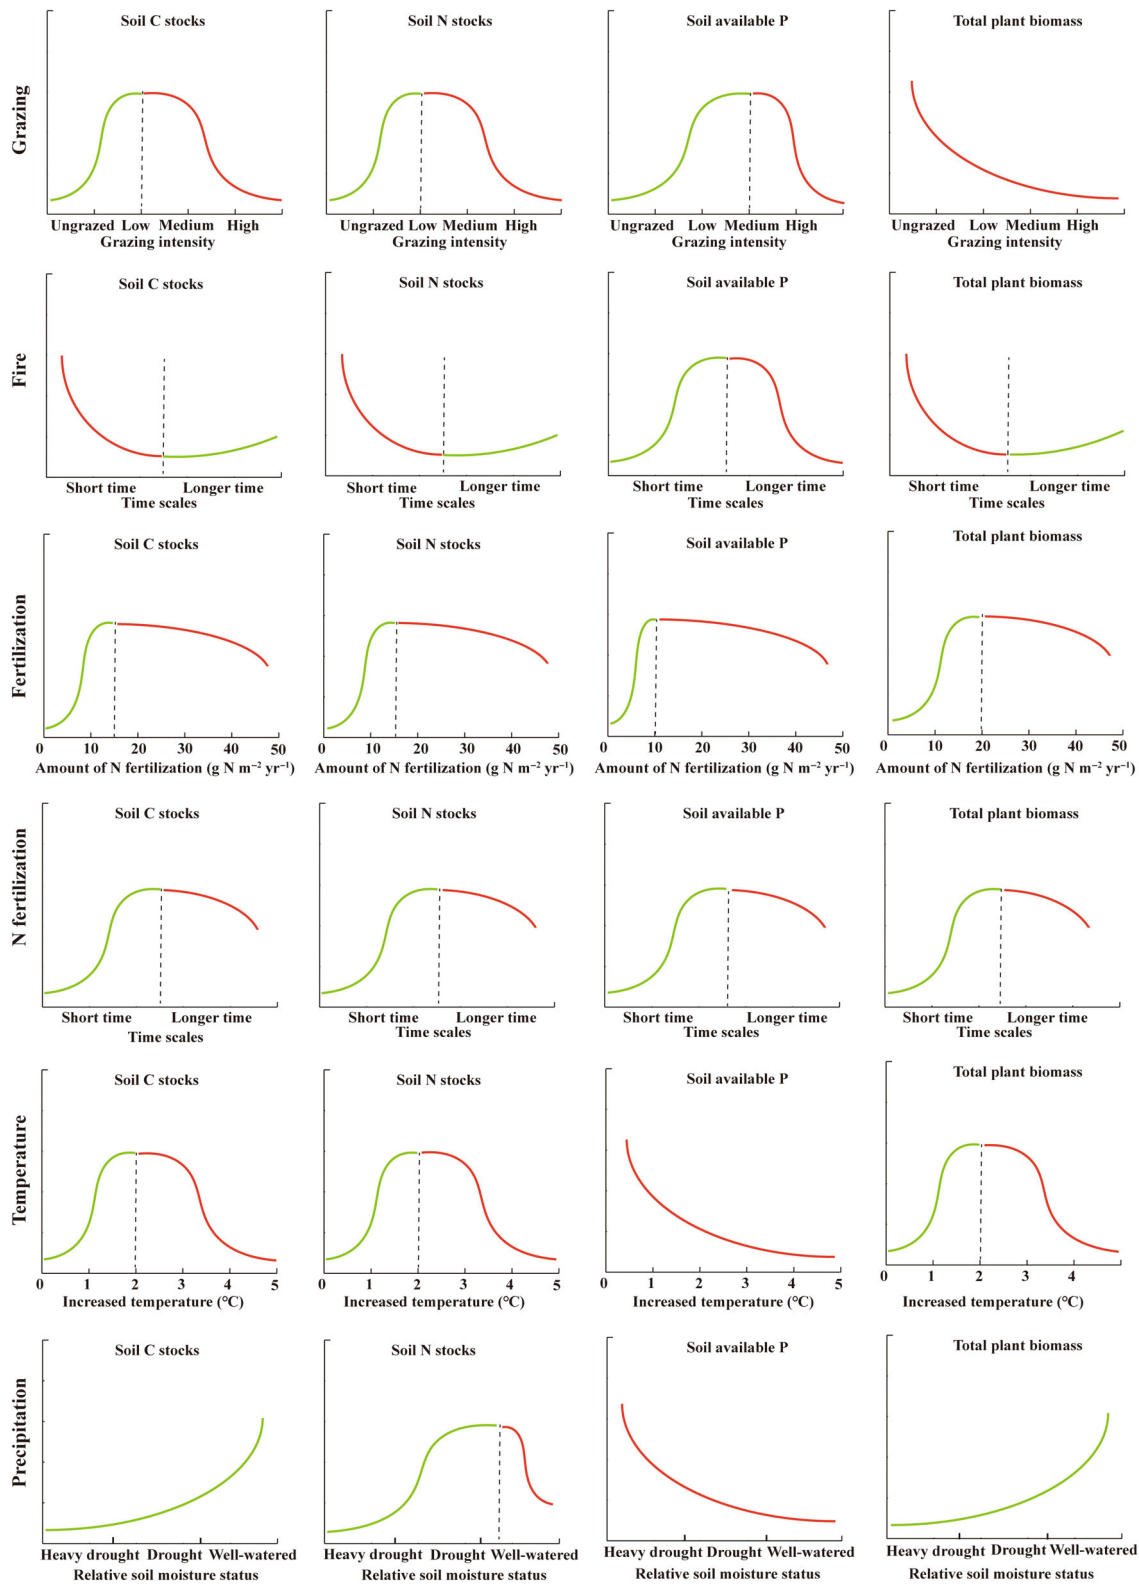 Soil C stocks
Soil N stocks
Soil available P
Total plant biomass
Grazing
Ungrazed Low Medium High
Grazing intensity
Ungrazed Low Medium High
Grazing intensity
Low Medium High
Grazing intensity
Low Medium High
Grazing intensity
Soil C stocks
Soil N stocks
Soil available P
Total plant biomass
Fire
Short time Longer time
Time scales
Short time Longer time
Time scales
Short time Longer time
Time scales
Short time Longer time
Time scales
Soil C stocks
Soil N stocks
Soil available P
Total plant biomass
Fertilization
0 10 20 30 40 50
Amount of N fertilization (g N m⁻² yr⁻¹)
0 10 20 30 40 50
Amount of N fertilization (g N m⁻² yr⁻¹)
0 10 20 30 40 50
Amount of N fertilization (g N m⁻² yr⁻¹)
0 10 20 30 40 50
Amount of N fertilization (g N m⁻² yr⁻¹)
Soil C stocks
Soil N stocks
Soil available P
Total plant biomass
N fertilization
Short time Longer time
Time scales
Short time Longer time
Time scales
Short time Longer time
Time scales
Short time Longer time
Time scales
Soil C stocks
Soil N stocks
Soil available P
Total plant biomass
Temperature
0 1 2 3 4 5
Increased temperature (°C)
0 1 2 3 4 5
Increased temperature (°C)
0 1 2 3 4 5
Increased temperature (°C)
0 1 2 3 4
Increased temperature (°C)
Soil C stocks
Soil N stocks
Soil available P
Total plant biomass
Precipitation
Heavy drought Drought Well-watered
Relative soil moisture status
Heavy drought Drought Well-watered
Relative soil moisture status
Heavy drought Drought Well-watered
Relative soil moisture status
Heavy drought Drought Well-watered
Relative soil moisture status